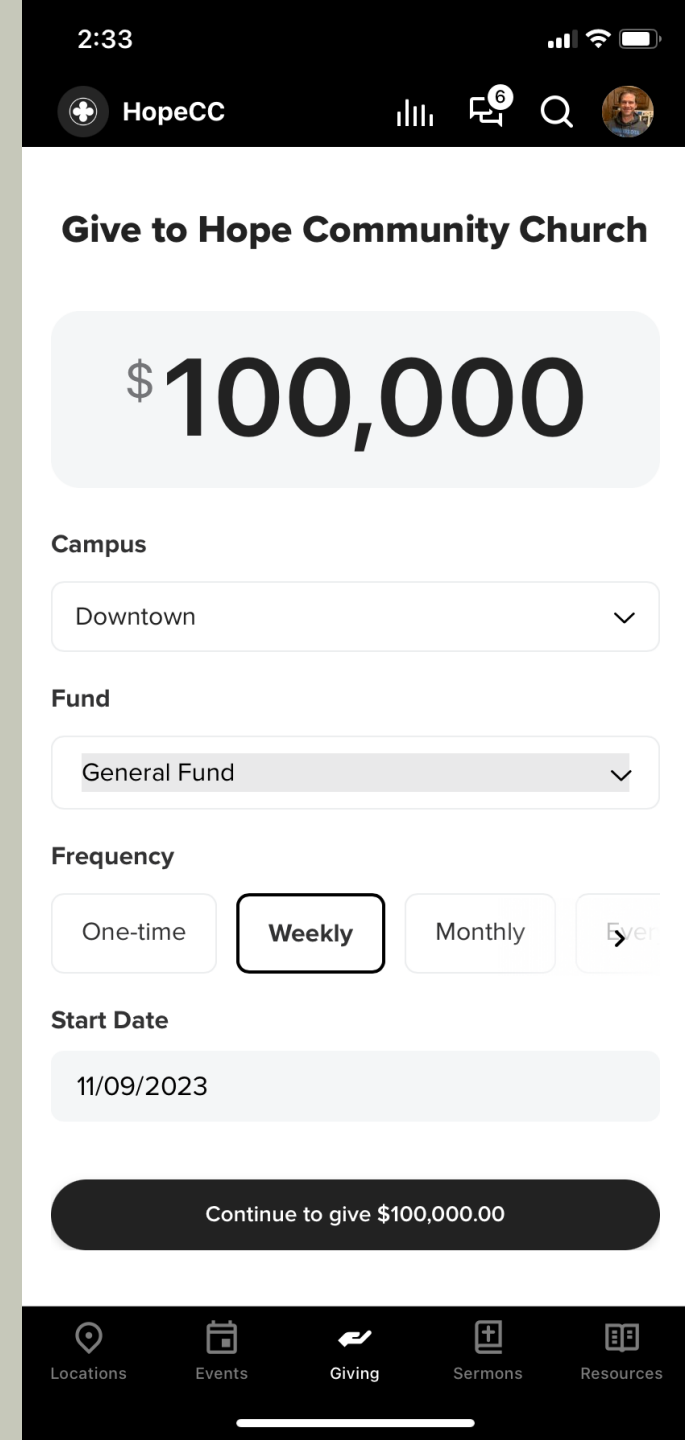 2:33
HopeCC
6
Give to Hope Community Church
$100,000
Campus
Downtown
Fund
General Fund
Frequency
One-time Weekly Monthly
Start Date
11/09/2023
Continue to give $100,000.00
Locations Events Giving Sermons Resources